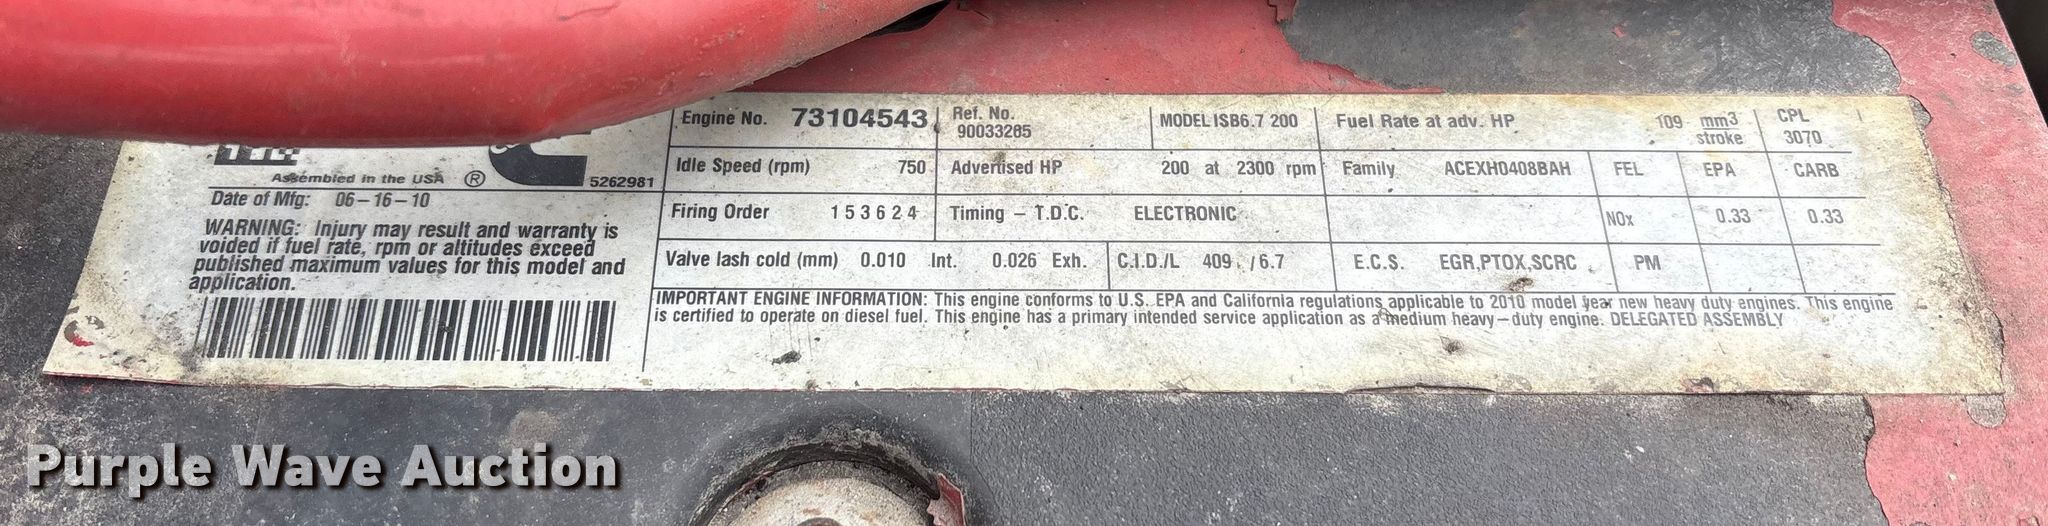 Engine No. 73104543 Ref. No. 90033285 MODEL ISB6.7 200 Fuel Rate at adv. HP 109 mm3 stroke CPL 3070
Assembled in the USA ® 5262981
Idle Speed (rpm) 750 Advertised HP 200 at 2300 rpm Family ACEXH0408BAH FEL EPA CARB
Date of Mfg: 06-16-10
Firing Order 153624 Timing - T.D.C. ELECTRONIC NOx 0.33 0.33
Valve lash cold (mm) 0.010 Int. 0.026 Exh. C.I.D./L 409 /6.7 E.C.S. EGR,PTOX,SCRC PM
WARNING: Injury may result and warranty is
voided if fuel rate, rpm or altitudes exceed
published maximum values for this model and
application.
IMPORTANT ENGINE INFORMATION: This engine conforms to U.S. EPA and California regulations applicable to 2010 model year new heavy duty engines. This engine
is certified to operate on diesel fuel. This engine has a primary intended service application as a medium heavy-duty engine. DELEGATED ASSEMBLY
Purple Wave Auction